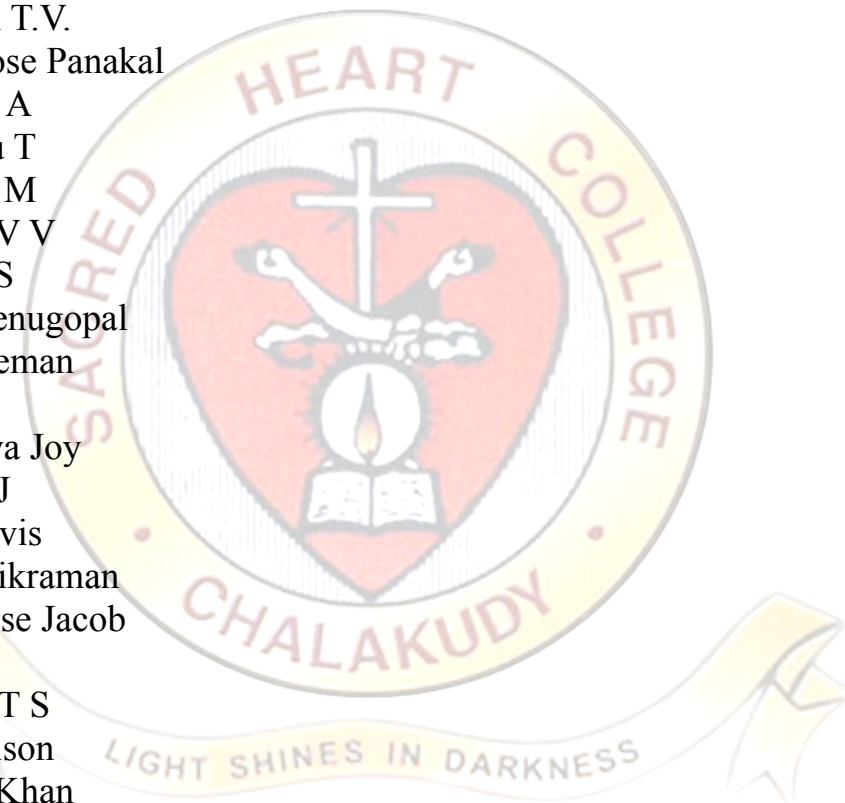 T.V.
ose Panakal
A
T
M
V V
S
enugopal
eman
va Joy
J
vis
ikraman
se Jacob
T S
son
Khan
SACRED HEART COLLEGE
CHALAKUDY
LIGHT SHINES IN DARKNESS